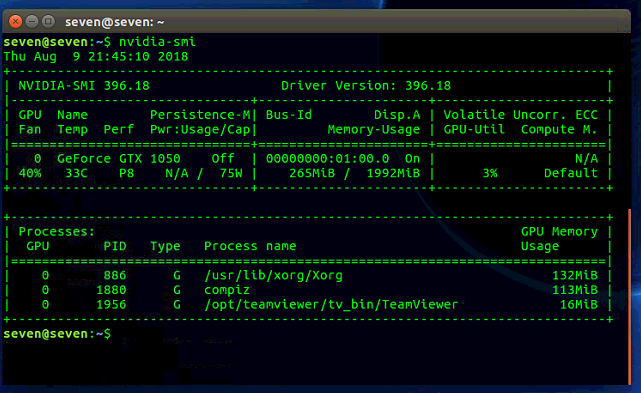 seven@seven: ~
seven@seven:~$ nvidia-smi
Thu Aug  9 21:45:10 2018
+-----------------------------------------------------------------------------+
| NVIDIA-SMI 396.18                 Driver Version: 396.18                    |
|-------------------------------+----------------------+----------------------+
| GPU  Name        Persistence-M| Bus-Id        Disp.A | Volatile Uncorr. ECC |
| Fan  Temp  Perf  Pwr:Usage/Cap|         Memory-Usage | GPU-Util  Compute M. |
|===============================+======================+======================|
|   0  GeForce GTX 1050    Off  | 00000000:01:00.0  On |                  N/A |
| 40%   33C    P8    N/A /  75W |    265MiB /  1992MiB |      3%      Default |
+-------------------------------+----------------------+----------------------+
+-----------------------------------------------------------------------------+
| Processes:                                                       GPU Memory |
|  GPU       PID   Type   Process name                             Usage      |
|=============================================================================|
|    0       886      G   /usr/lib/xorg/Xorg                           132MiB |
|    0      1880      G   compiz                                       113MiB |
|    0      1956      G   /opt/teamviewer/tv_bin/TeamViewer             16MiB |
+-----------------------------------------------------------------------------+
seven@seven:~$